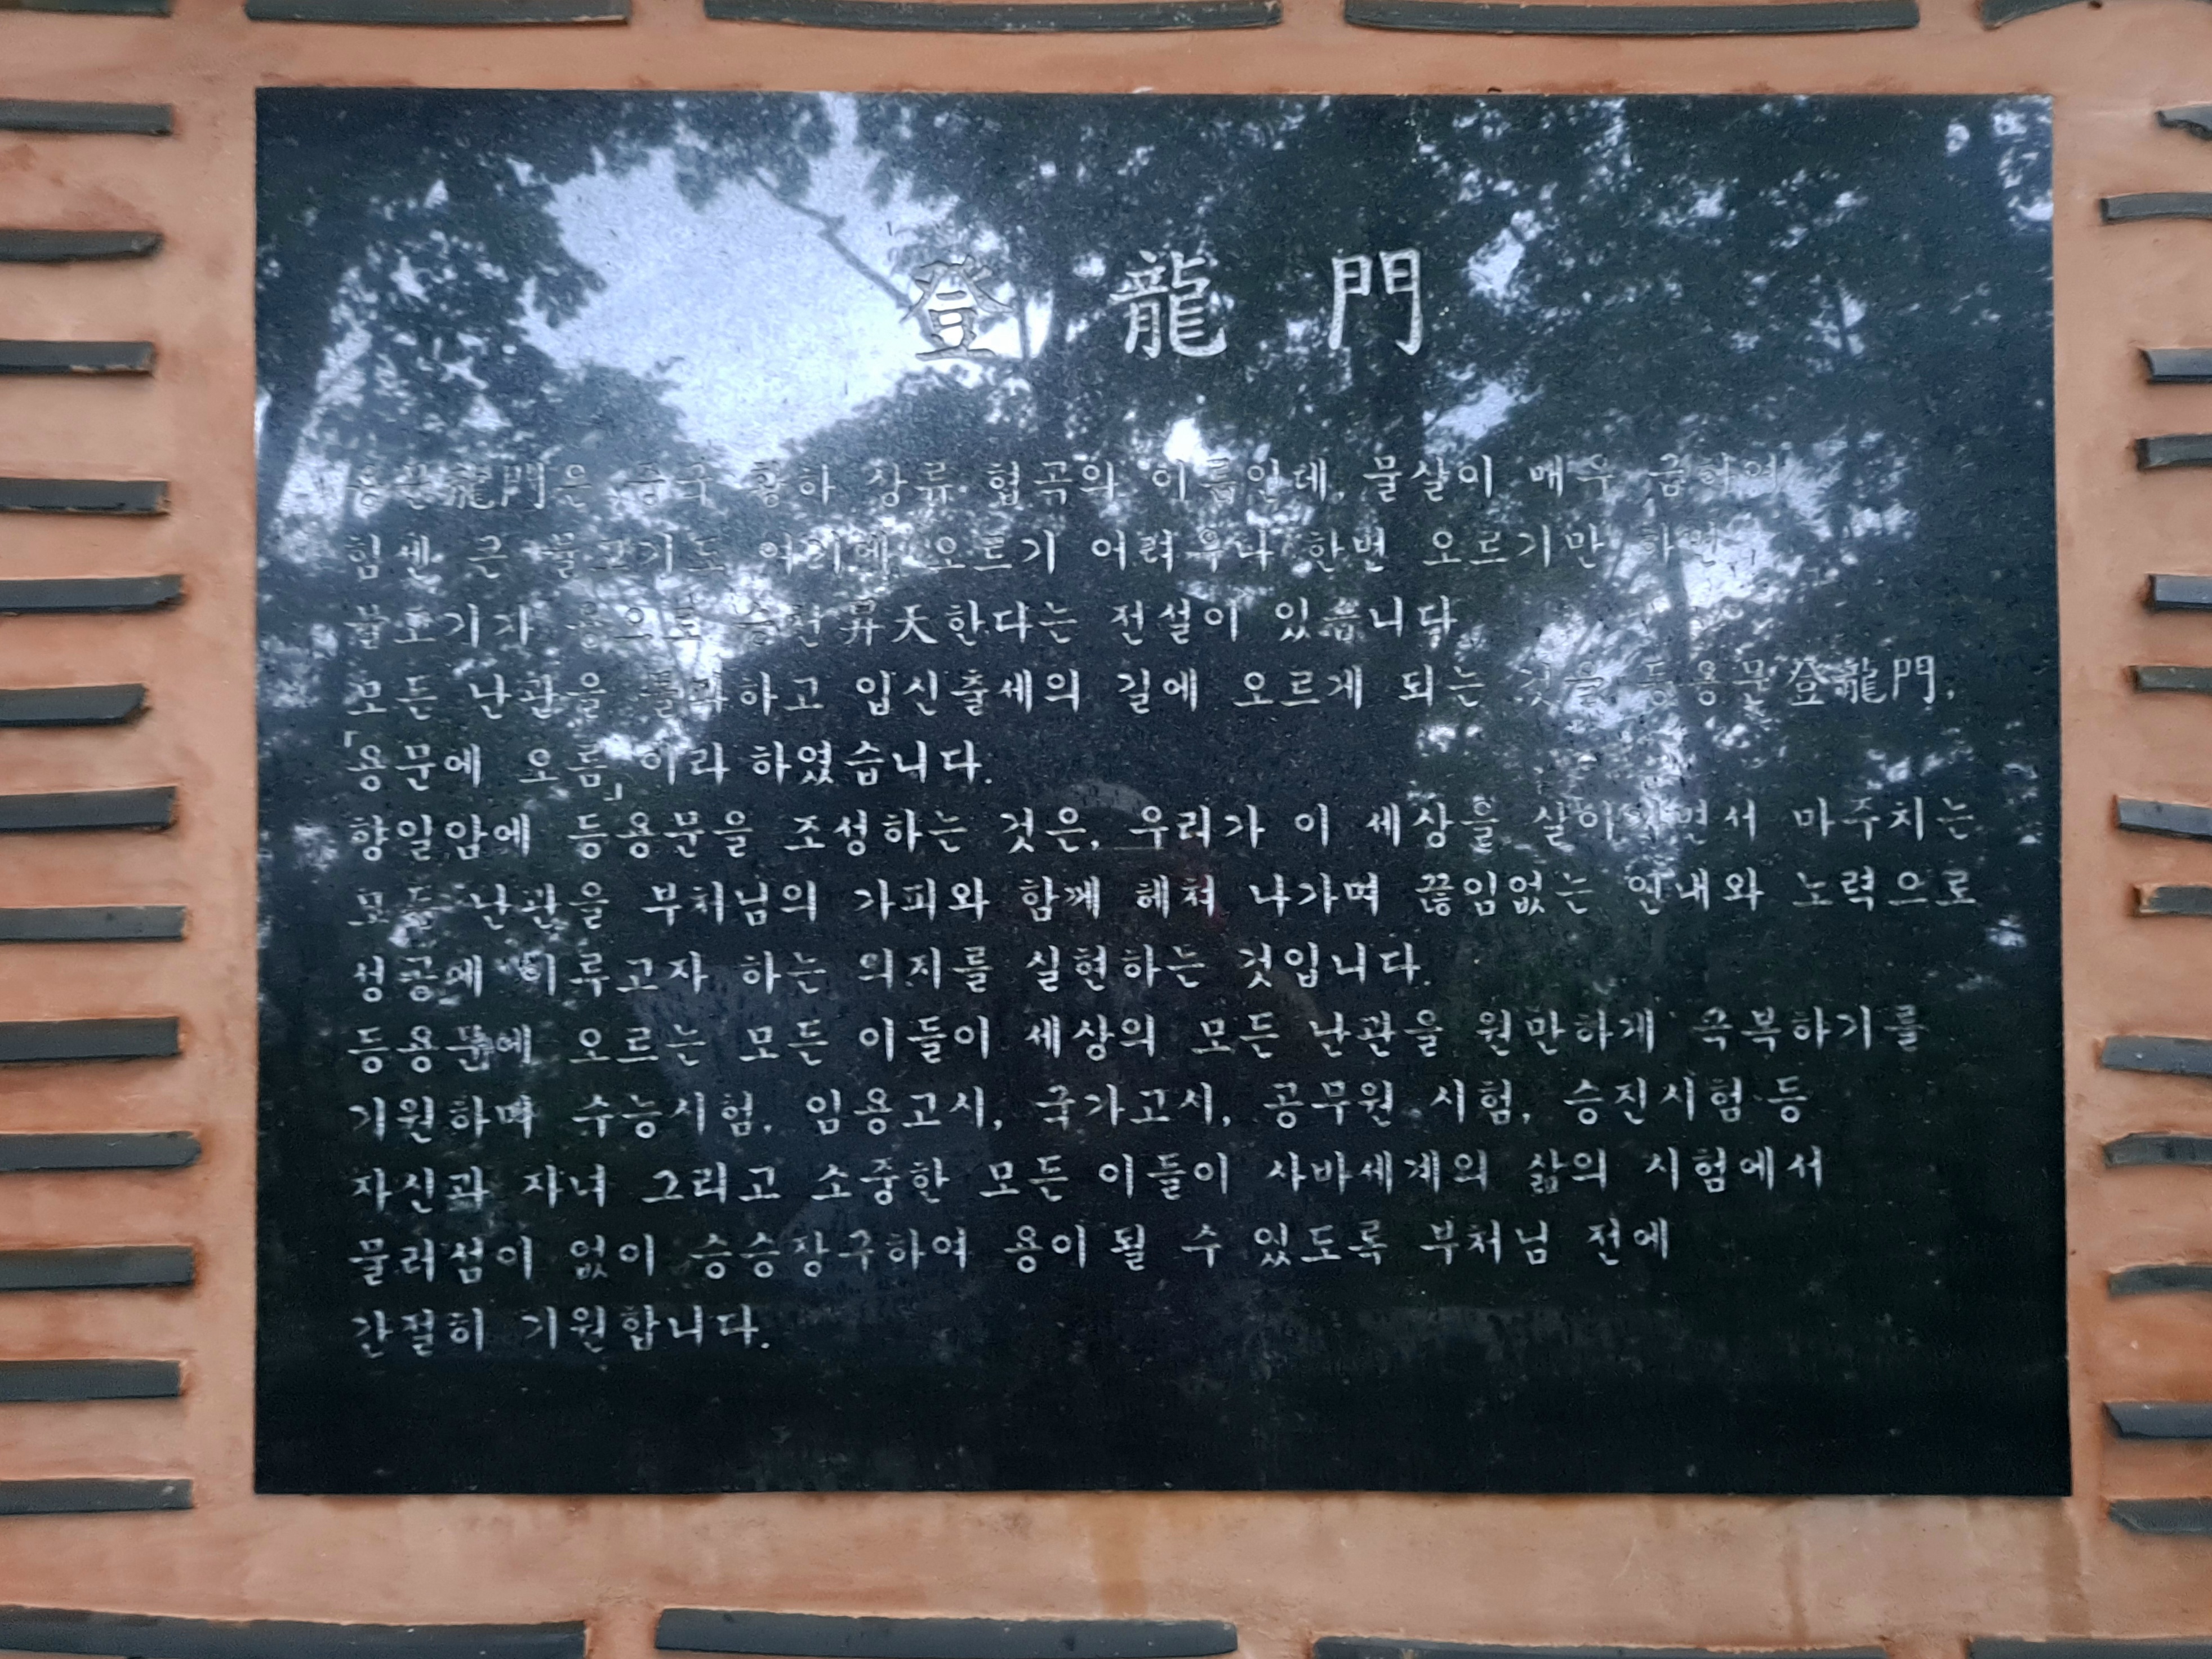 登龍門
용문龍門은 중국 황하 상류 협곡의 이름인데, 물살이 매우 급하여
힘센 큰 물고기도 여기에 오르기 어려우나 한번 오르기만 하면,
물고기가 용으로 승천昇天한다는 전설이 있습니다.
모든 난관을 돌파하고 입신출세의 길에 오르게 되는 것을 등용문登龍門,
「용문에 오름」이라 하였습니다.
향일암에 등용문을 조성하는 것은, 우리가 이 세상을 살아가면서 마주치는
모든 난관을 부처님의 가피와 함께 헤쳐 나가며 끊임없는 인내와 노력으로
성공에 이루고자 하는 의지를 실현하는 것입니다.
등용문에 오르는 모든 이들이 세상의 모든 난관을 원만하게 극복하기를
기원하며 수능시험, 임용고시, 국가고시, 공무원 시험, 승진시험 등
자신과 자녀 그리고 소중한 모든 이들이 사바세계의 삶의 시험에서
물러섬이 없이 승승장구하여 용이 될 수 있도록 부처님 전에
간절히 기원합니다.